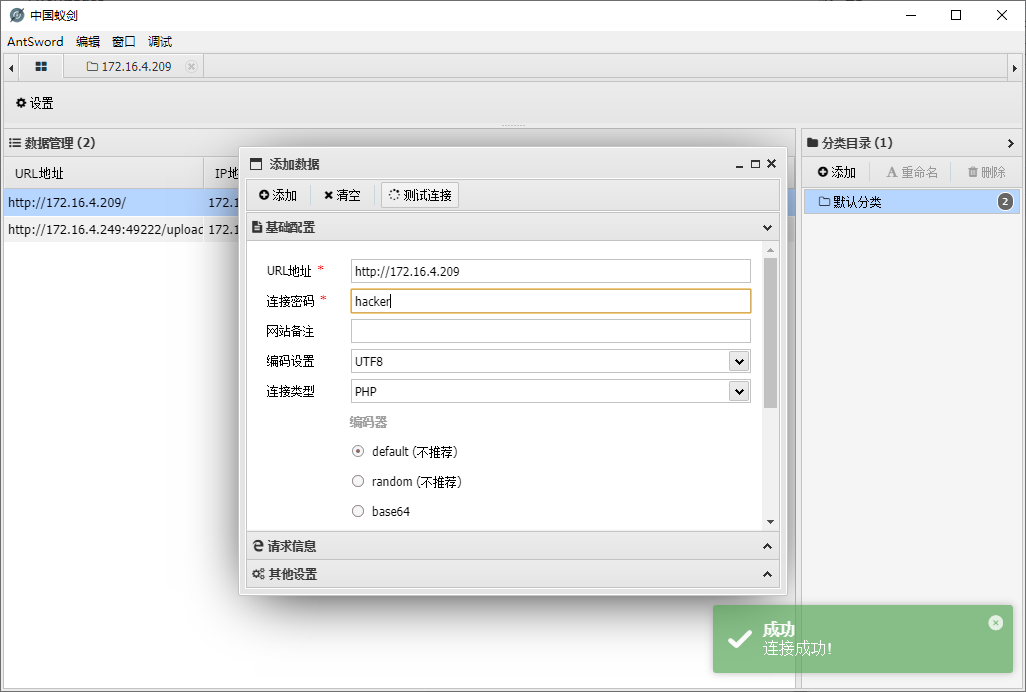 中国蚁剑
AntSword 编辑 窗口 调试
172.16.4.209
设置
数据管理 (2)
URL地址 IP地
http://172.16.4.209/ 172.1
http://172.16.4.249:49222/upload 172.1
添加数据
添加 清空 测试连接
基础配置
URL地址 * http://172.16.4.209
连接密码 * hacker
网站备注
编码设置 UTF8
连接类型 PHP
编码器
default (不推荐)
random (不推荐)
base64
请求信息
其他设置
分类目录 (1)
添加 重命名 删除
默认分类 2
成功
连接成功!